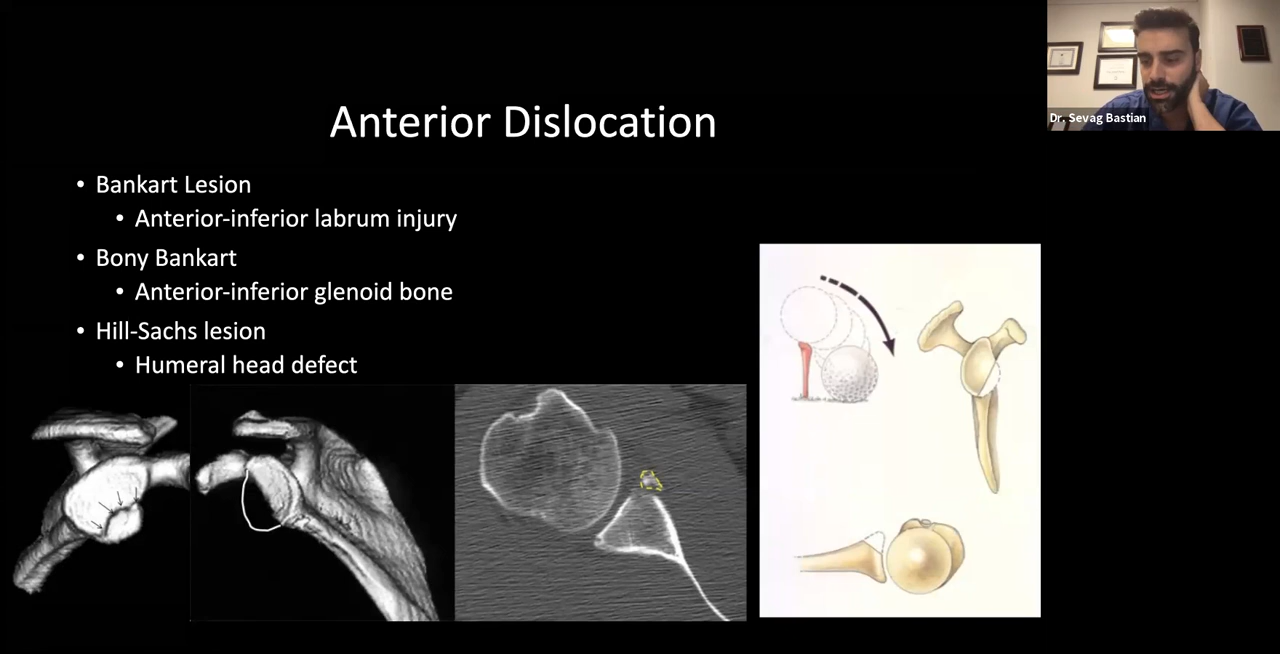 Anterior Dislocation
• Bankart Lesion
• Anterior-inferior labrum injury
• Bony Bankart
• Anterior-inferior glenoid bone
• Hill-Sachs lesion
• Humeral head defect
Dr. Sevag Bastian